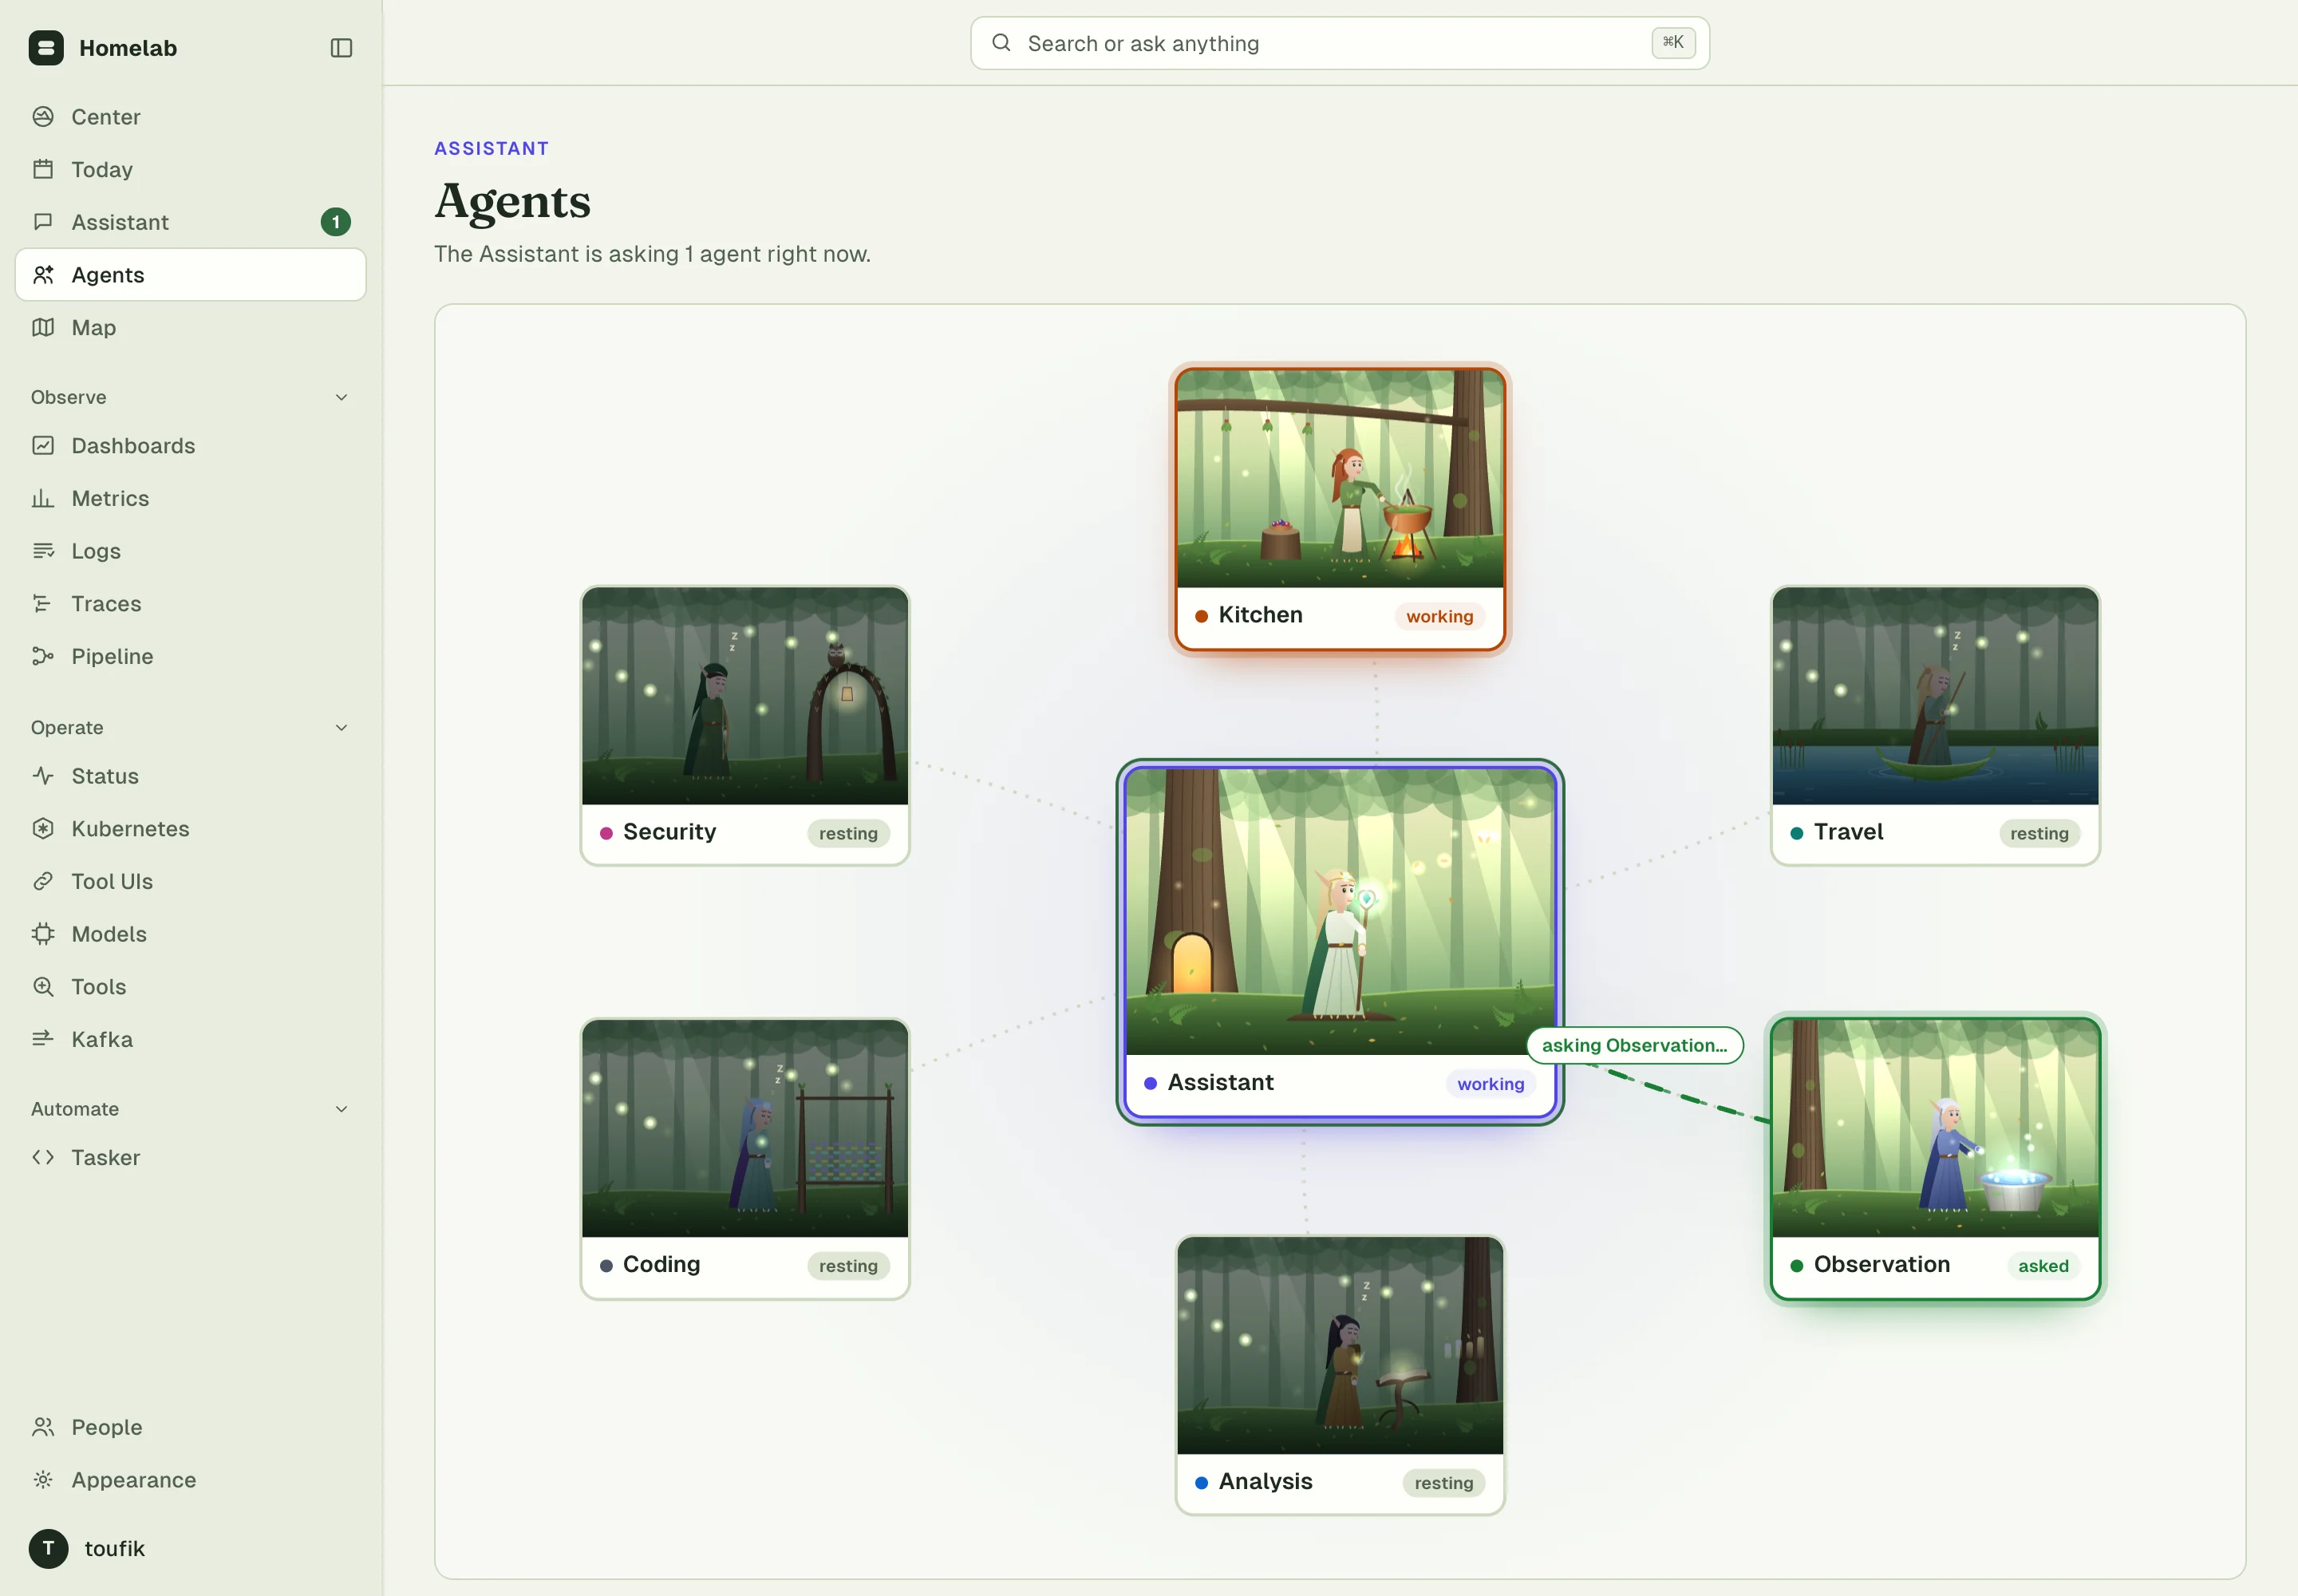 Homelab
Search or ask anything
⌘K
Center
Today
Assistant
1
Agents
Map
Observe
Dashboards
Metrics
Logs
Traces
Pipeline
Operate
Status
Kubernetes
Tool UIs
Models
Tools
Kafka
Automate
Tasker
People
Appearance
T
toufik
ASSISTANT
Agents
The Assistant is asking 1 agent right now.
Kitchen
working
z
z
Security
resting
z
z
Travel
resting
asking Observation...
Assistant
working
z
z
Coding
resting
Observation
asked
z
z
Analysis
resting